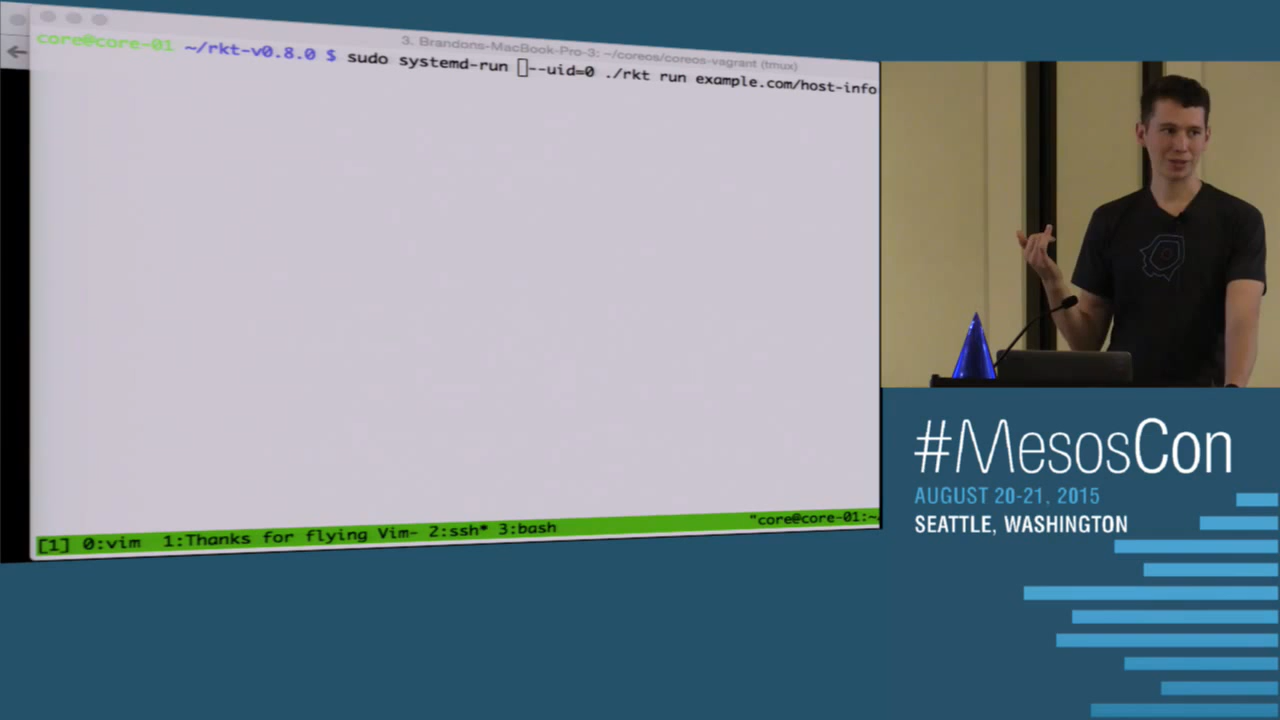 3. Brandons-MacBook-Pro-3: ~/coreos/coreos-vagrant (tmux)
core@core-01 ~/rkt-v0.8.0 $ sudo systemd-run --uid=0 ./rkt run example.com/host-info
[1] 0:vim 1:Thanks for flying Vim- 2:ssh* 3:bash "core@core-01:~
#MesosCon
AUGUST 20-21, 2015
SEATTLE, WASHINGTON